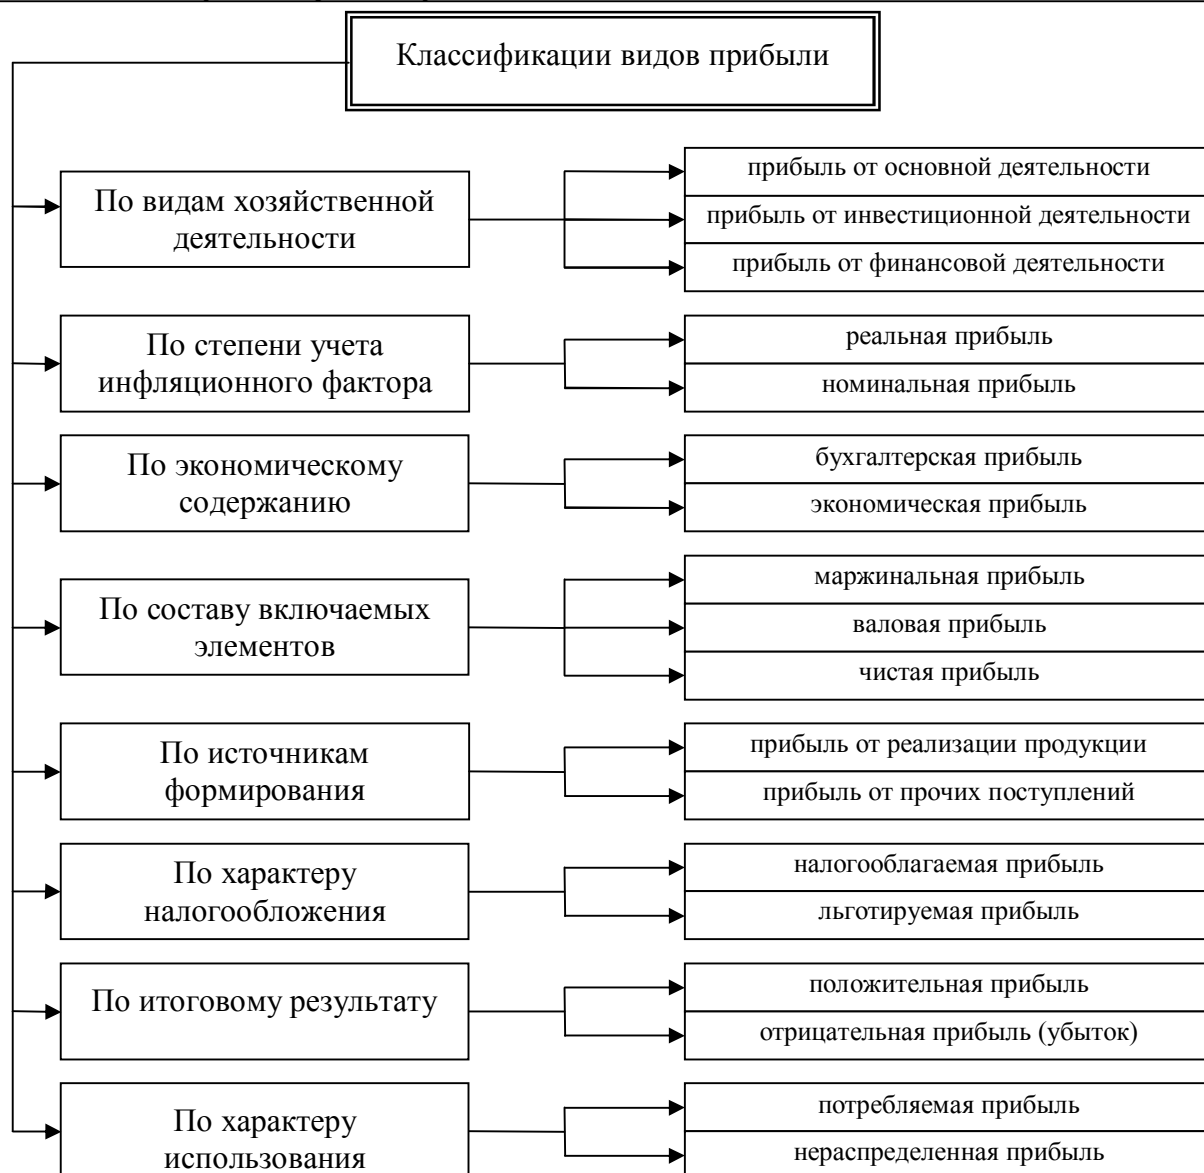 Классификации видов прибыли
По видам хозяйственной
деятельности
прибыль от основной деятельности
прибыль от инвестиционной деятельности
прибыль от финансовой деятельности
По степени учета
инфляционного фактора
реальная прибыль
номинальная прибыль
По экономическому
содержанию
бухгалтерская прибыль
экономическая прибыль
По составу включаемых
элементов
маржинальная прибыль
валовая прибыль
чистая прибыль
По источникам
формирования
прибыль от реализации продукции
прибыль от прочих поступлений
По характеру
налогообложения
налогооблагаемая прибыль
льготируемая прибыль
По итоговому результату
положительная прибыль
отрицательная прибыль (убыток)
По характеру
использования
потребляемая прибыль
нераспределенная прибыль